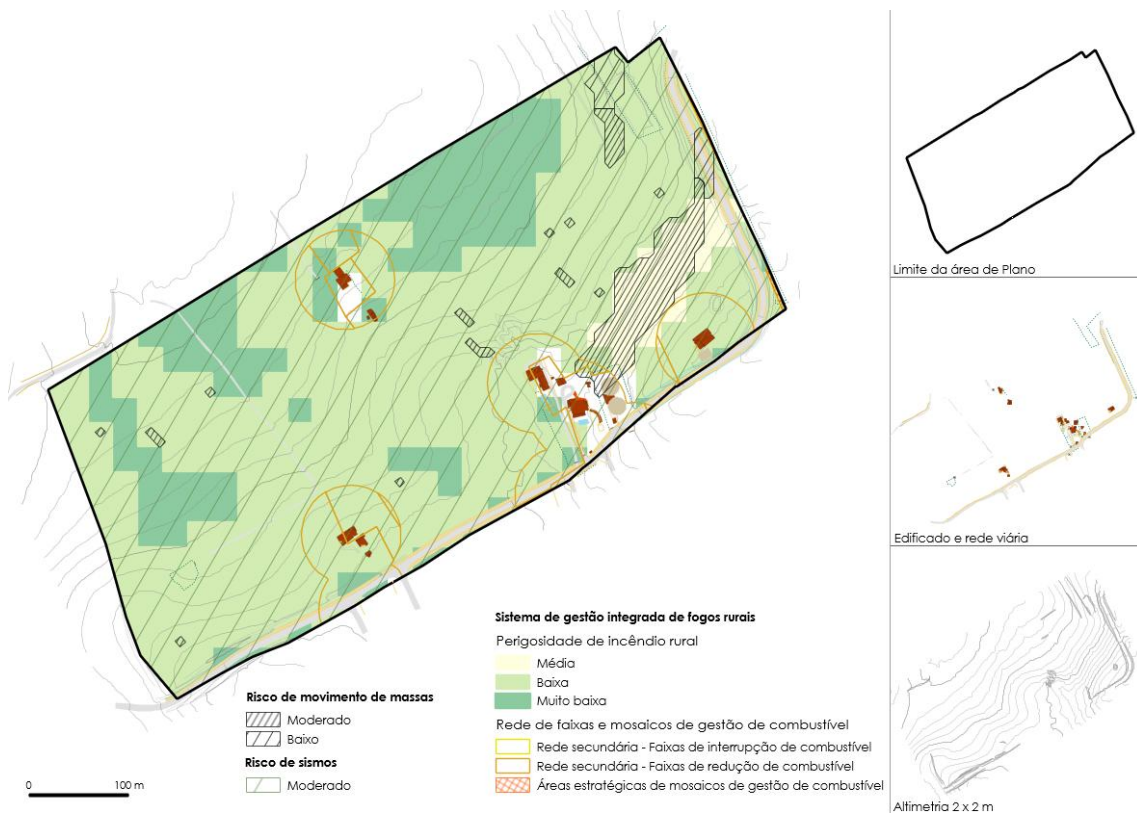 Limite da área de Plano
Edificado e rede viária
Altimetria 2 x 2 m
Risco de movimento de massas
Moderado
Baixo
Risco de sismos
Moderado
0 100 m
Sistema de gestão integrada de fogos rurais
Perigosidade de incêndio rural
Média
Baixa
Muito baixa
Rede de faixas e mosaicos de gestão de combustível
Rede secundária - Faixas de interrupção de combustível
Rede secundária - Faixas de redução de combustível
Áreas estratégicas de mosaicos de gestão de combustível